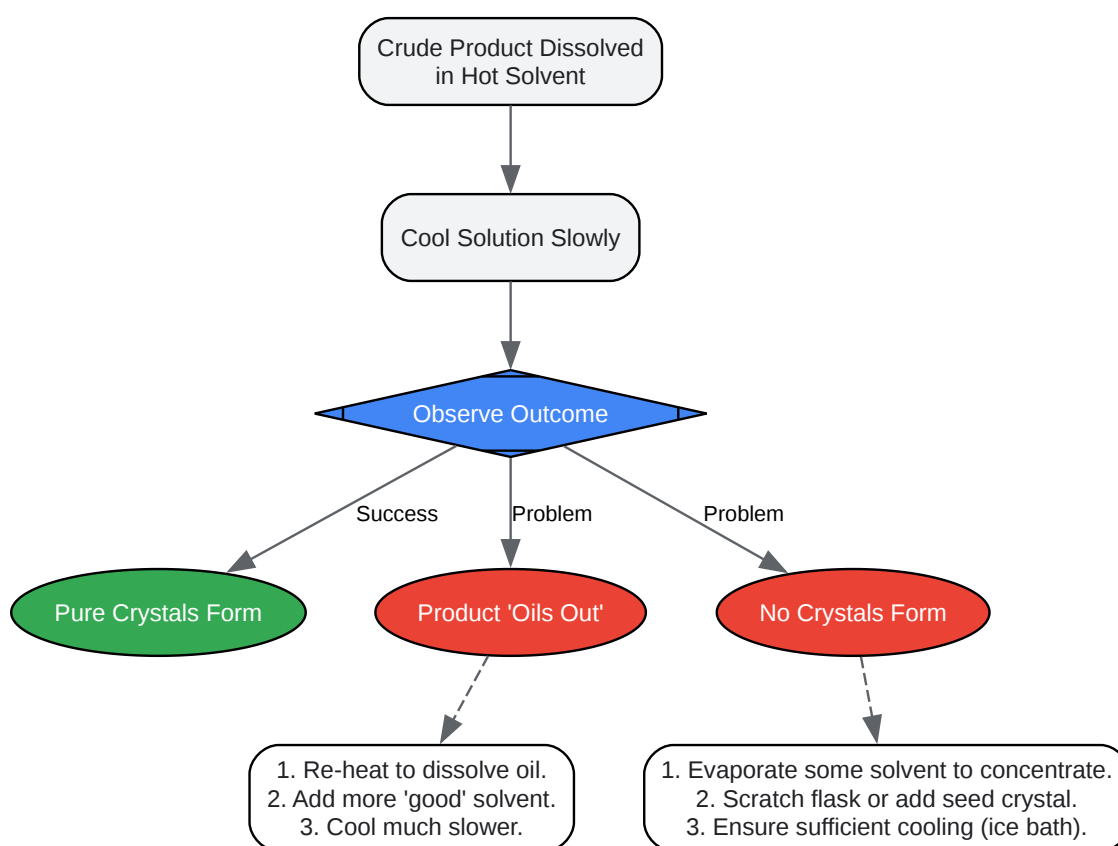 Crude Product Dissolved
in Hot Solvent
Cool Solution Slowly
Observe Outcome
Success
Problem
Problem
Pure Crystals Form
Product 'Oils Out'
No Crystals Form
1. Re-heat to dissolve oil.
2. Add more 'good' solvent.
3. Cool much slower.
1. Evaporate some solvent to concentrate.
2. Scratch flask or add seed crystal.
3. Ensure sufficient cooling (ice bath).